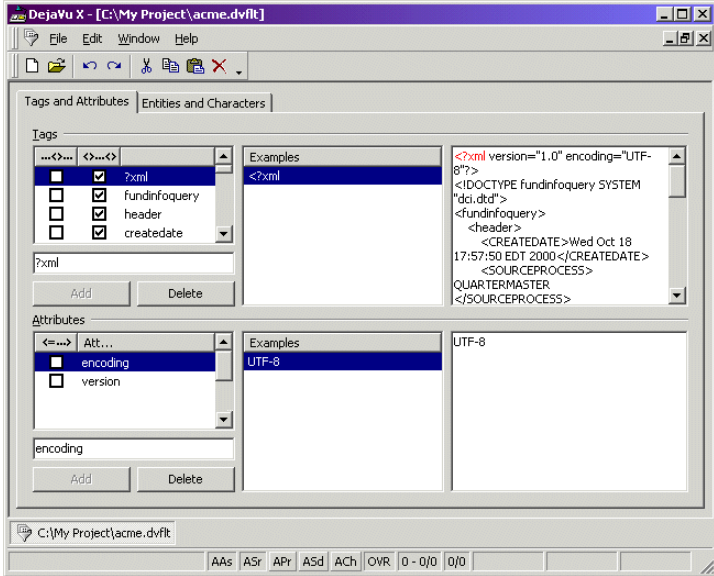 DejaVu X - [C:\My Project\acme.dvflt]
File Edit Window Help
Tags and Attributes Entities and Characters
Tags
...<>... <>...<>
?xml
fundinfoquery
header
createdate
?xml
Add Delete
Examples
<?xml
<?xml version="1.0" encoding="UTF-
8"?>
<!DOCTYPE fundinfoquery SYSTEM
"dci.dtd">
<fundinfoquery>
<header>
<CREATEDATE>Wed Oct 18
17:57:50 EDT 2000</CREATEDATE>
<SOURCEPROCESS>
QUARTERMASTER
</SOURCEPROCESS>
Attributes
<=...> Att...
encoding
version
encoding
Add Delete
Examples
UTF-8
UTF-8
C:\My Project\acme.dvflt
AAs ASr APr ASd ACh OVR 0 - 0/0 0/0